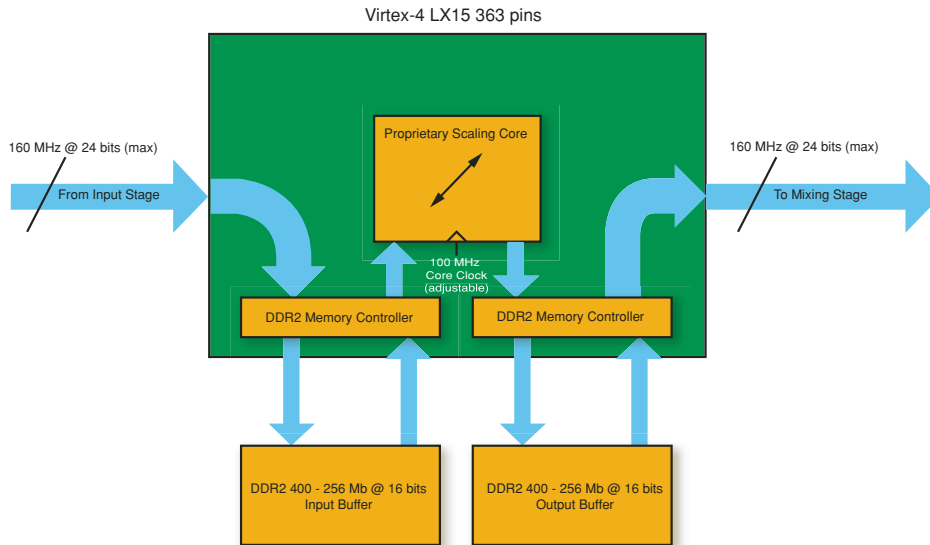 Virtex-4 LX15 363 pins
160 MHz @ 24 bits (max)
From Input Stage
Proprietary Scaling Core
100 MHz
Core Clock
(adjustable)
160 MHz @ 24 bits (max)
To Mixing Stage
DDR2 Memory Controller
DDR2 Memory Controller
DDR2 400 - 256 Mb @ 16 bits
Input Buffer
DDR2 400 - 256 Mb @ 16 bits
Output Buffer